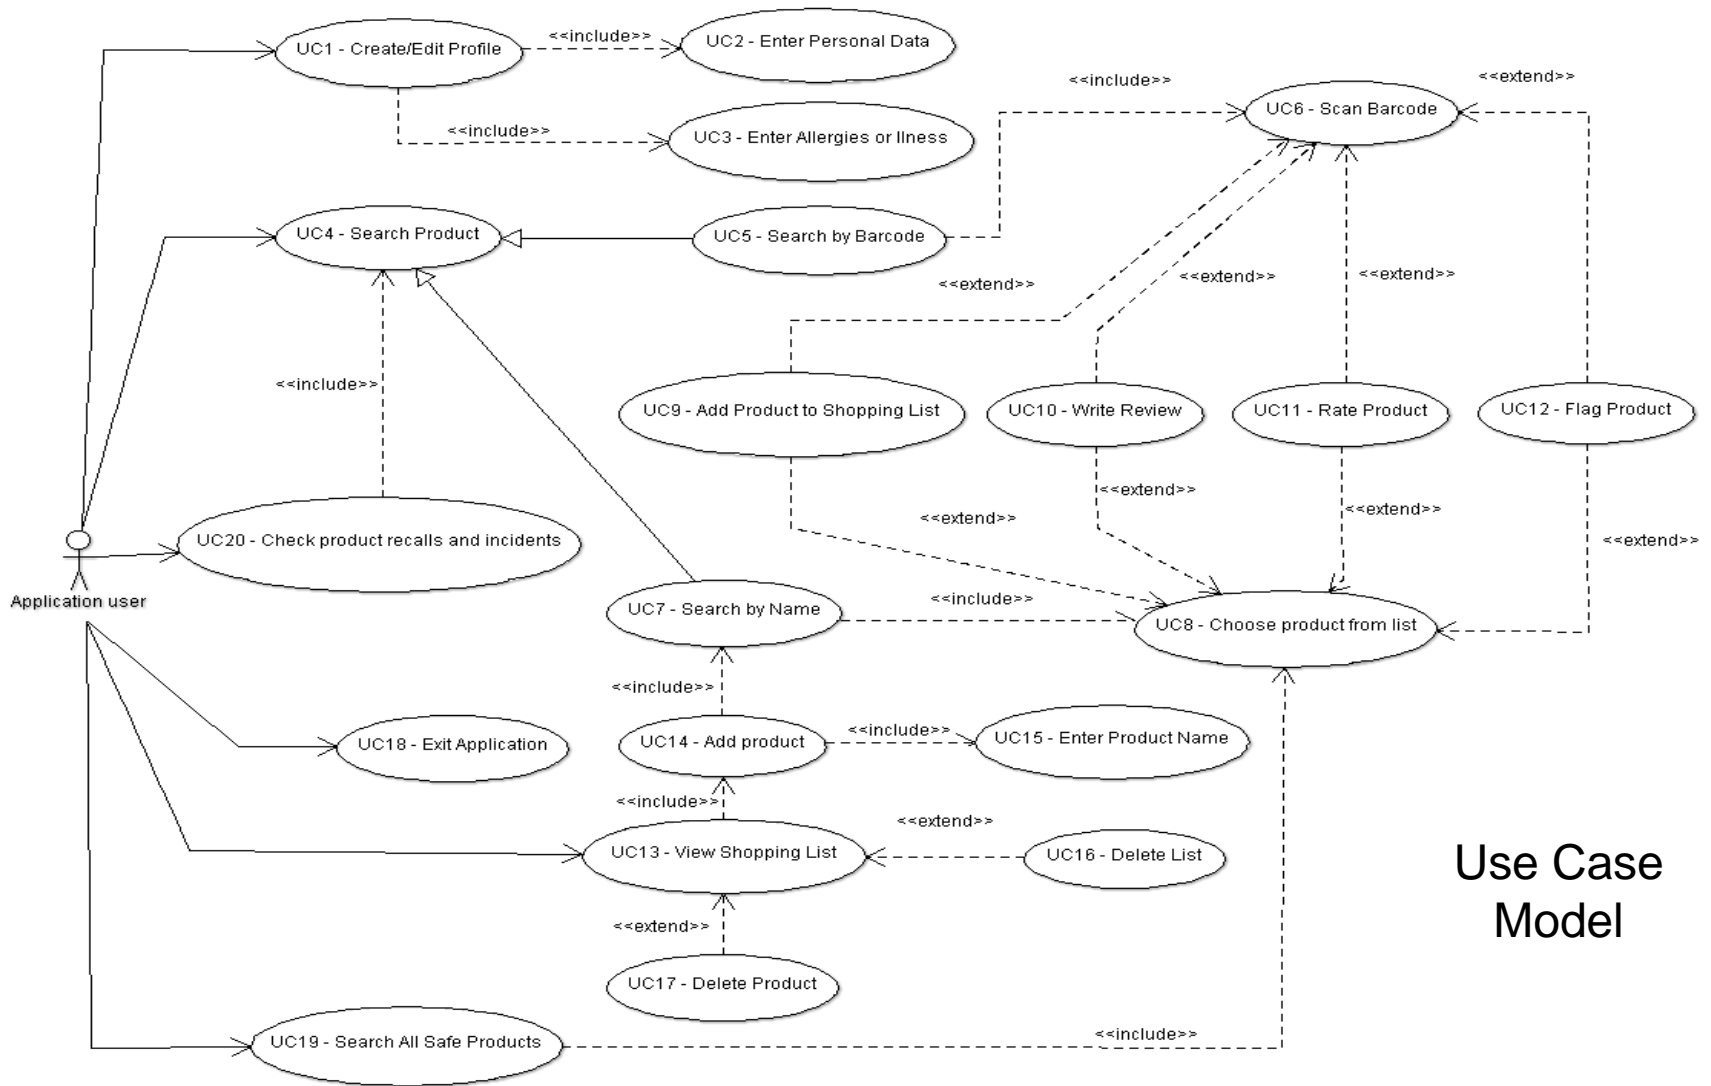 UC1 - Create/Edit Profile
<<include>>
UC2 - Enter Personal Data
<<include>>
UC3 - Enter Allergies or Ilness
<<include>>
<<extend>>
UC6 - Scan Barcode
UC4 - Search Product
UC5 - Search by Barcode
<<extend>>
<<extend>>
<<extend>>
<<include>>
UC9 - Add Product to Shopping List
UC10 - Write Review
UC11 - Rate Product
UC12 - Flag Product
<<extend>>
<<extend>>
<<extend>>
<<extend>>
UC20 - Check product recalls and incidents
Application user
UC7 - Search by Name
<<include>>
UC8 - Choose product from list
<<include>>
UC18 - Exit Application
UC14 - Add product
<<include>>
UC15 - Enter Product Name
<<include>>
UC13 - View Shopping List
<<extend>>
UC16 - Delete List
<<extend>>
UC17 - Delete Product
UC19 - Search All Safe Products
<<include>>
Use Case
Model